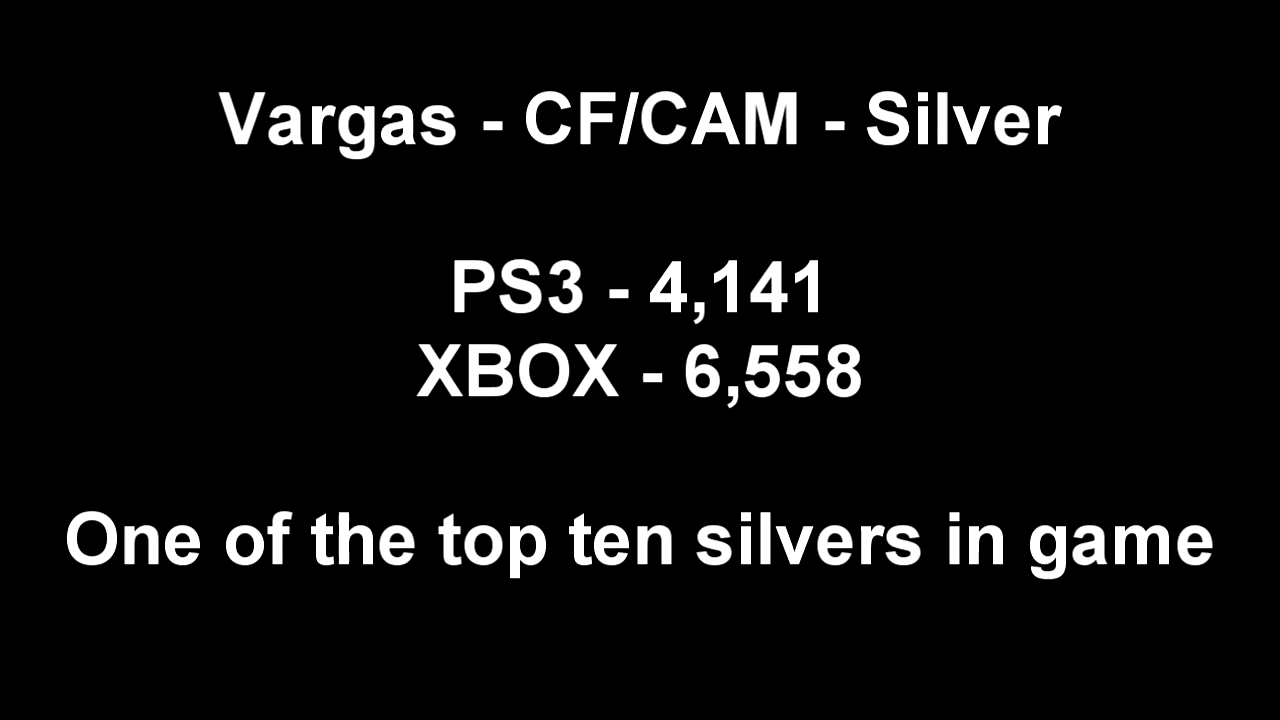 Vargas - CF/CAM - Silver
PS3 - 4,141
XBOX - 6,558
One of the top ten silvers in game